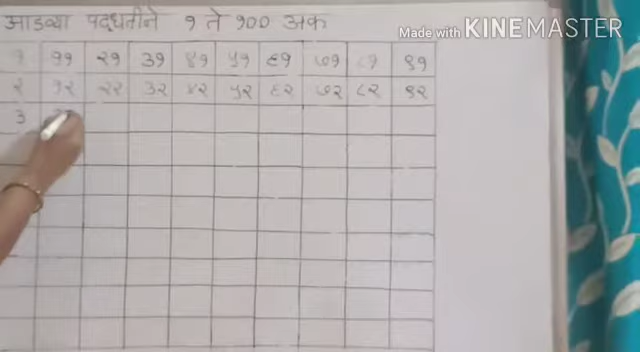 आडव्या पद्धतीने १ ते १०० अंक
Made with KINEMASTER
१ ११ २१ ३१ ४१ ५१ ६१ ७१ ८१ ९१
२ १२ २२ ३२ ४२ ५२ ६२ ७२ ८२ ९२
३